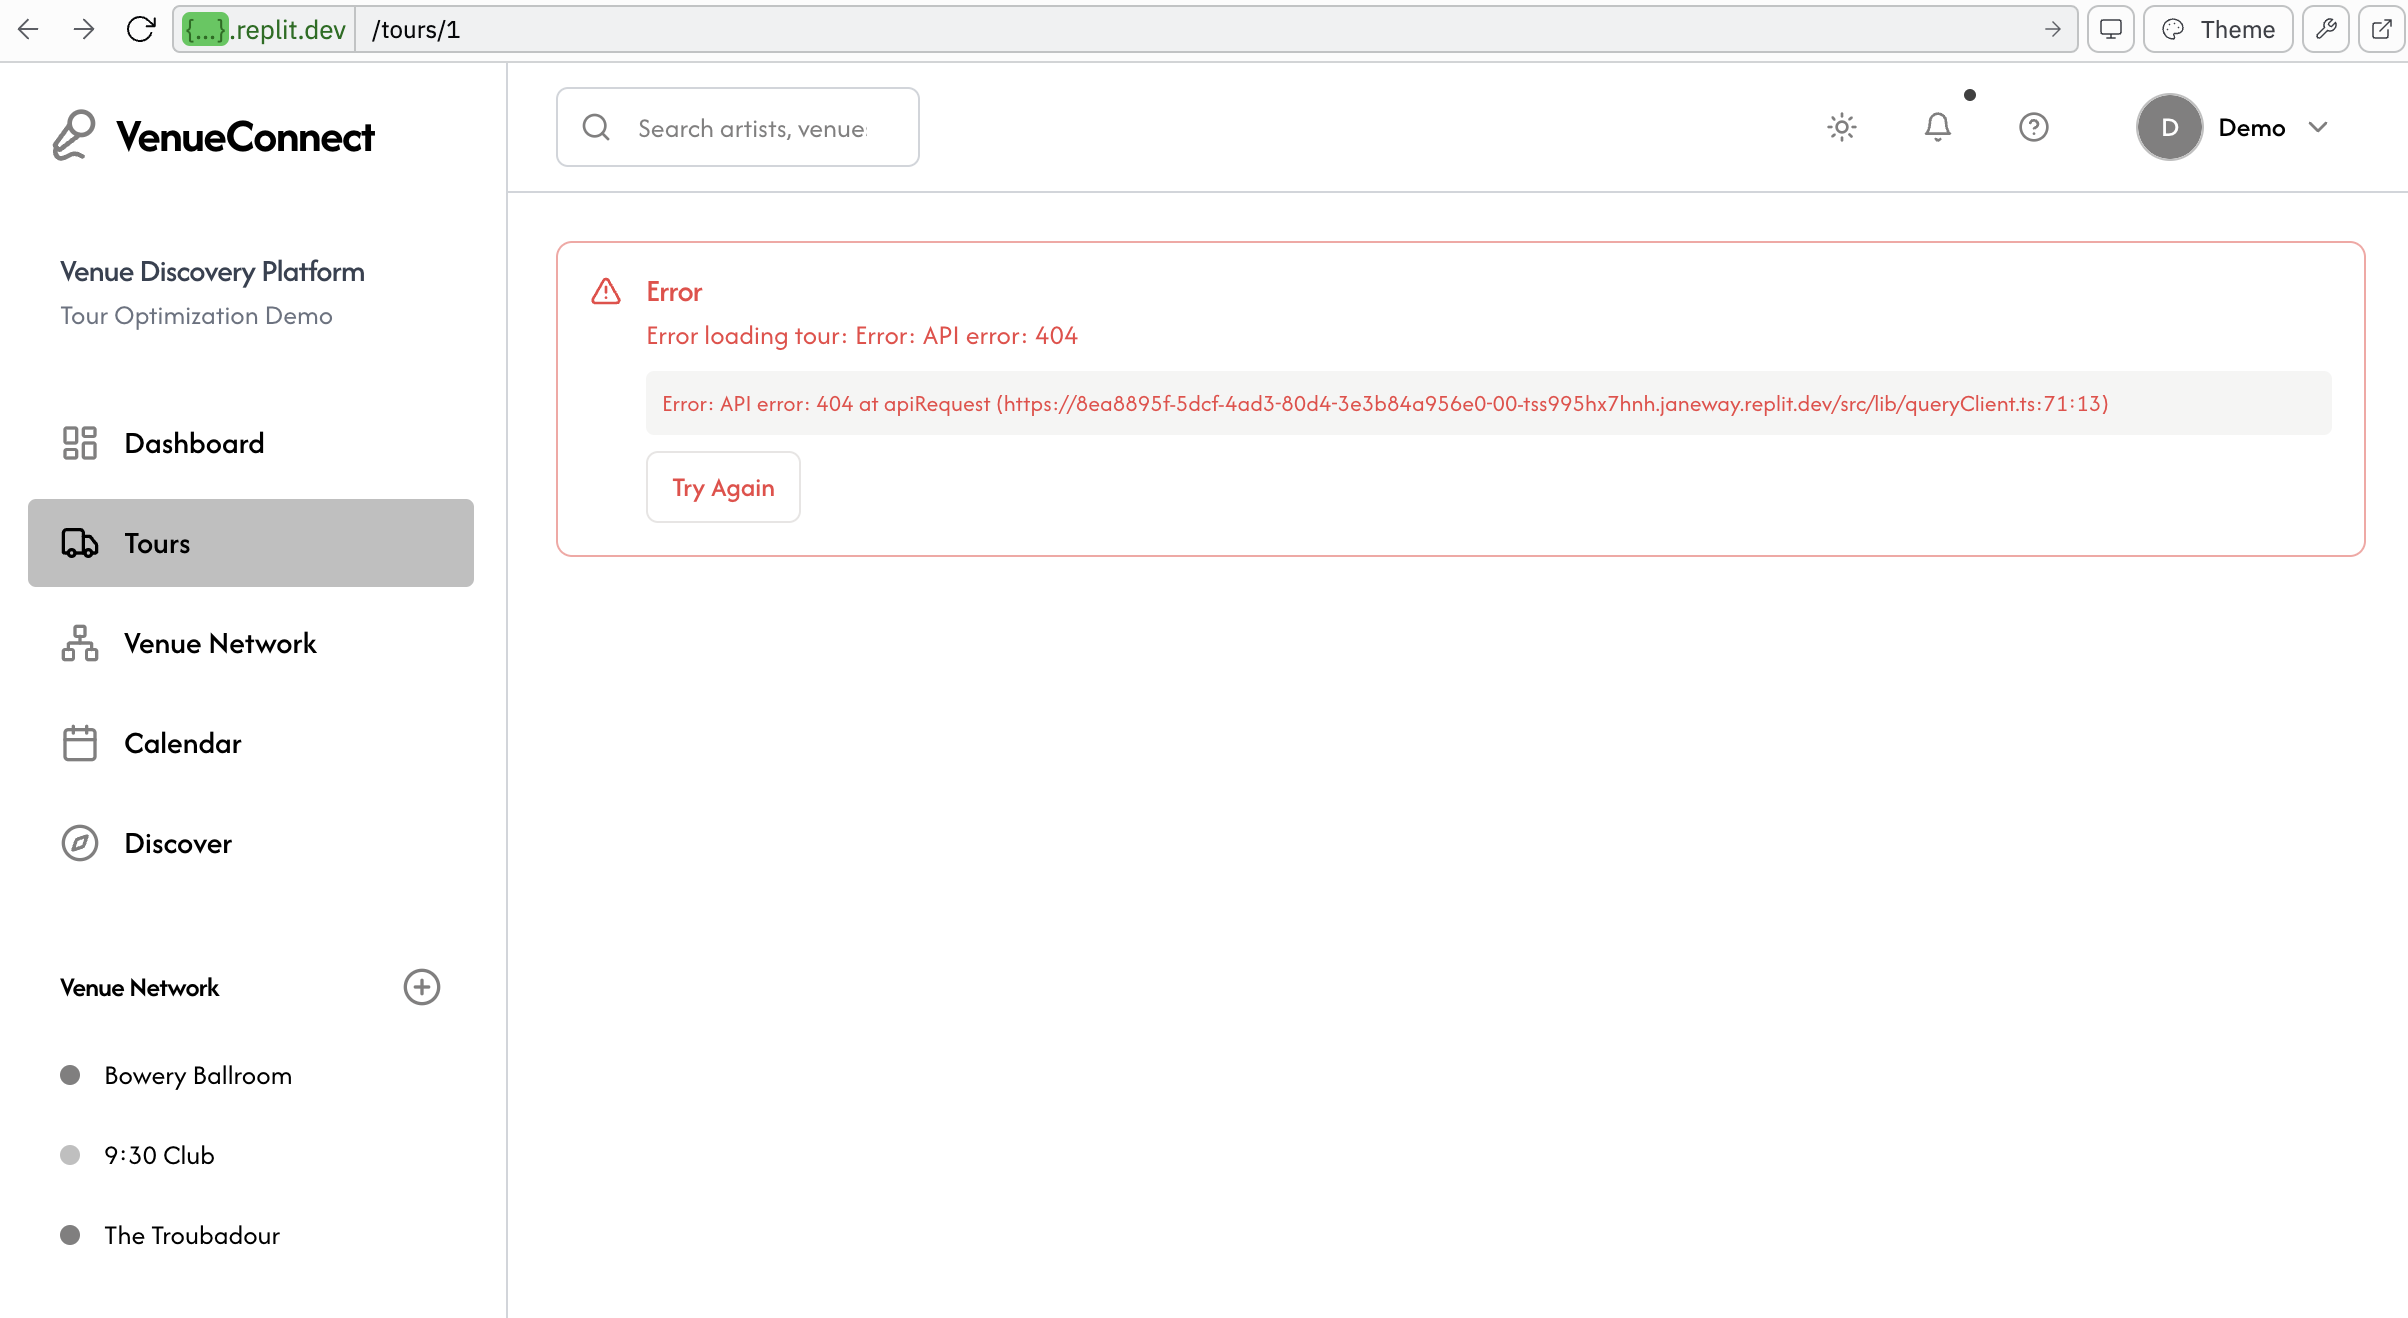 {...}.replit.dev /tours/1 Theme
VenueConnect
Search artists, venue
D Demo
Venue Discovery Platform
Tour Optimization Demo
Dashboard
Tours
Venue Network
Calendar
Discover
Venue Network
Bowery Ballroom
9:30 Club
The Troubadour
Error
Error loading tour: Error: API error: 404
Error: API error: 404 at apiRequest (https://8ea8895f-5dcf-4ad3-80d4-3e3b84a956e0-00-tss995hx7hnh.janeway.replit.dev/src/lib/queryClient.ts:71:13)
Try Again